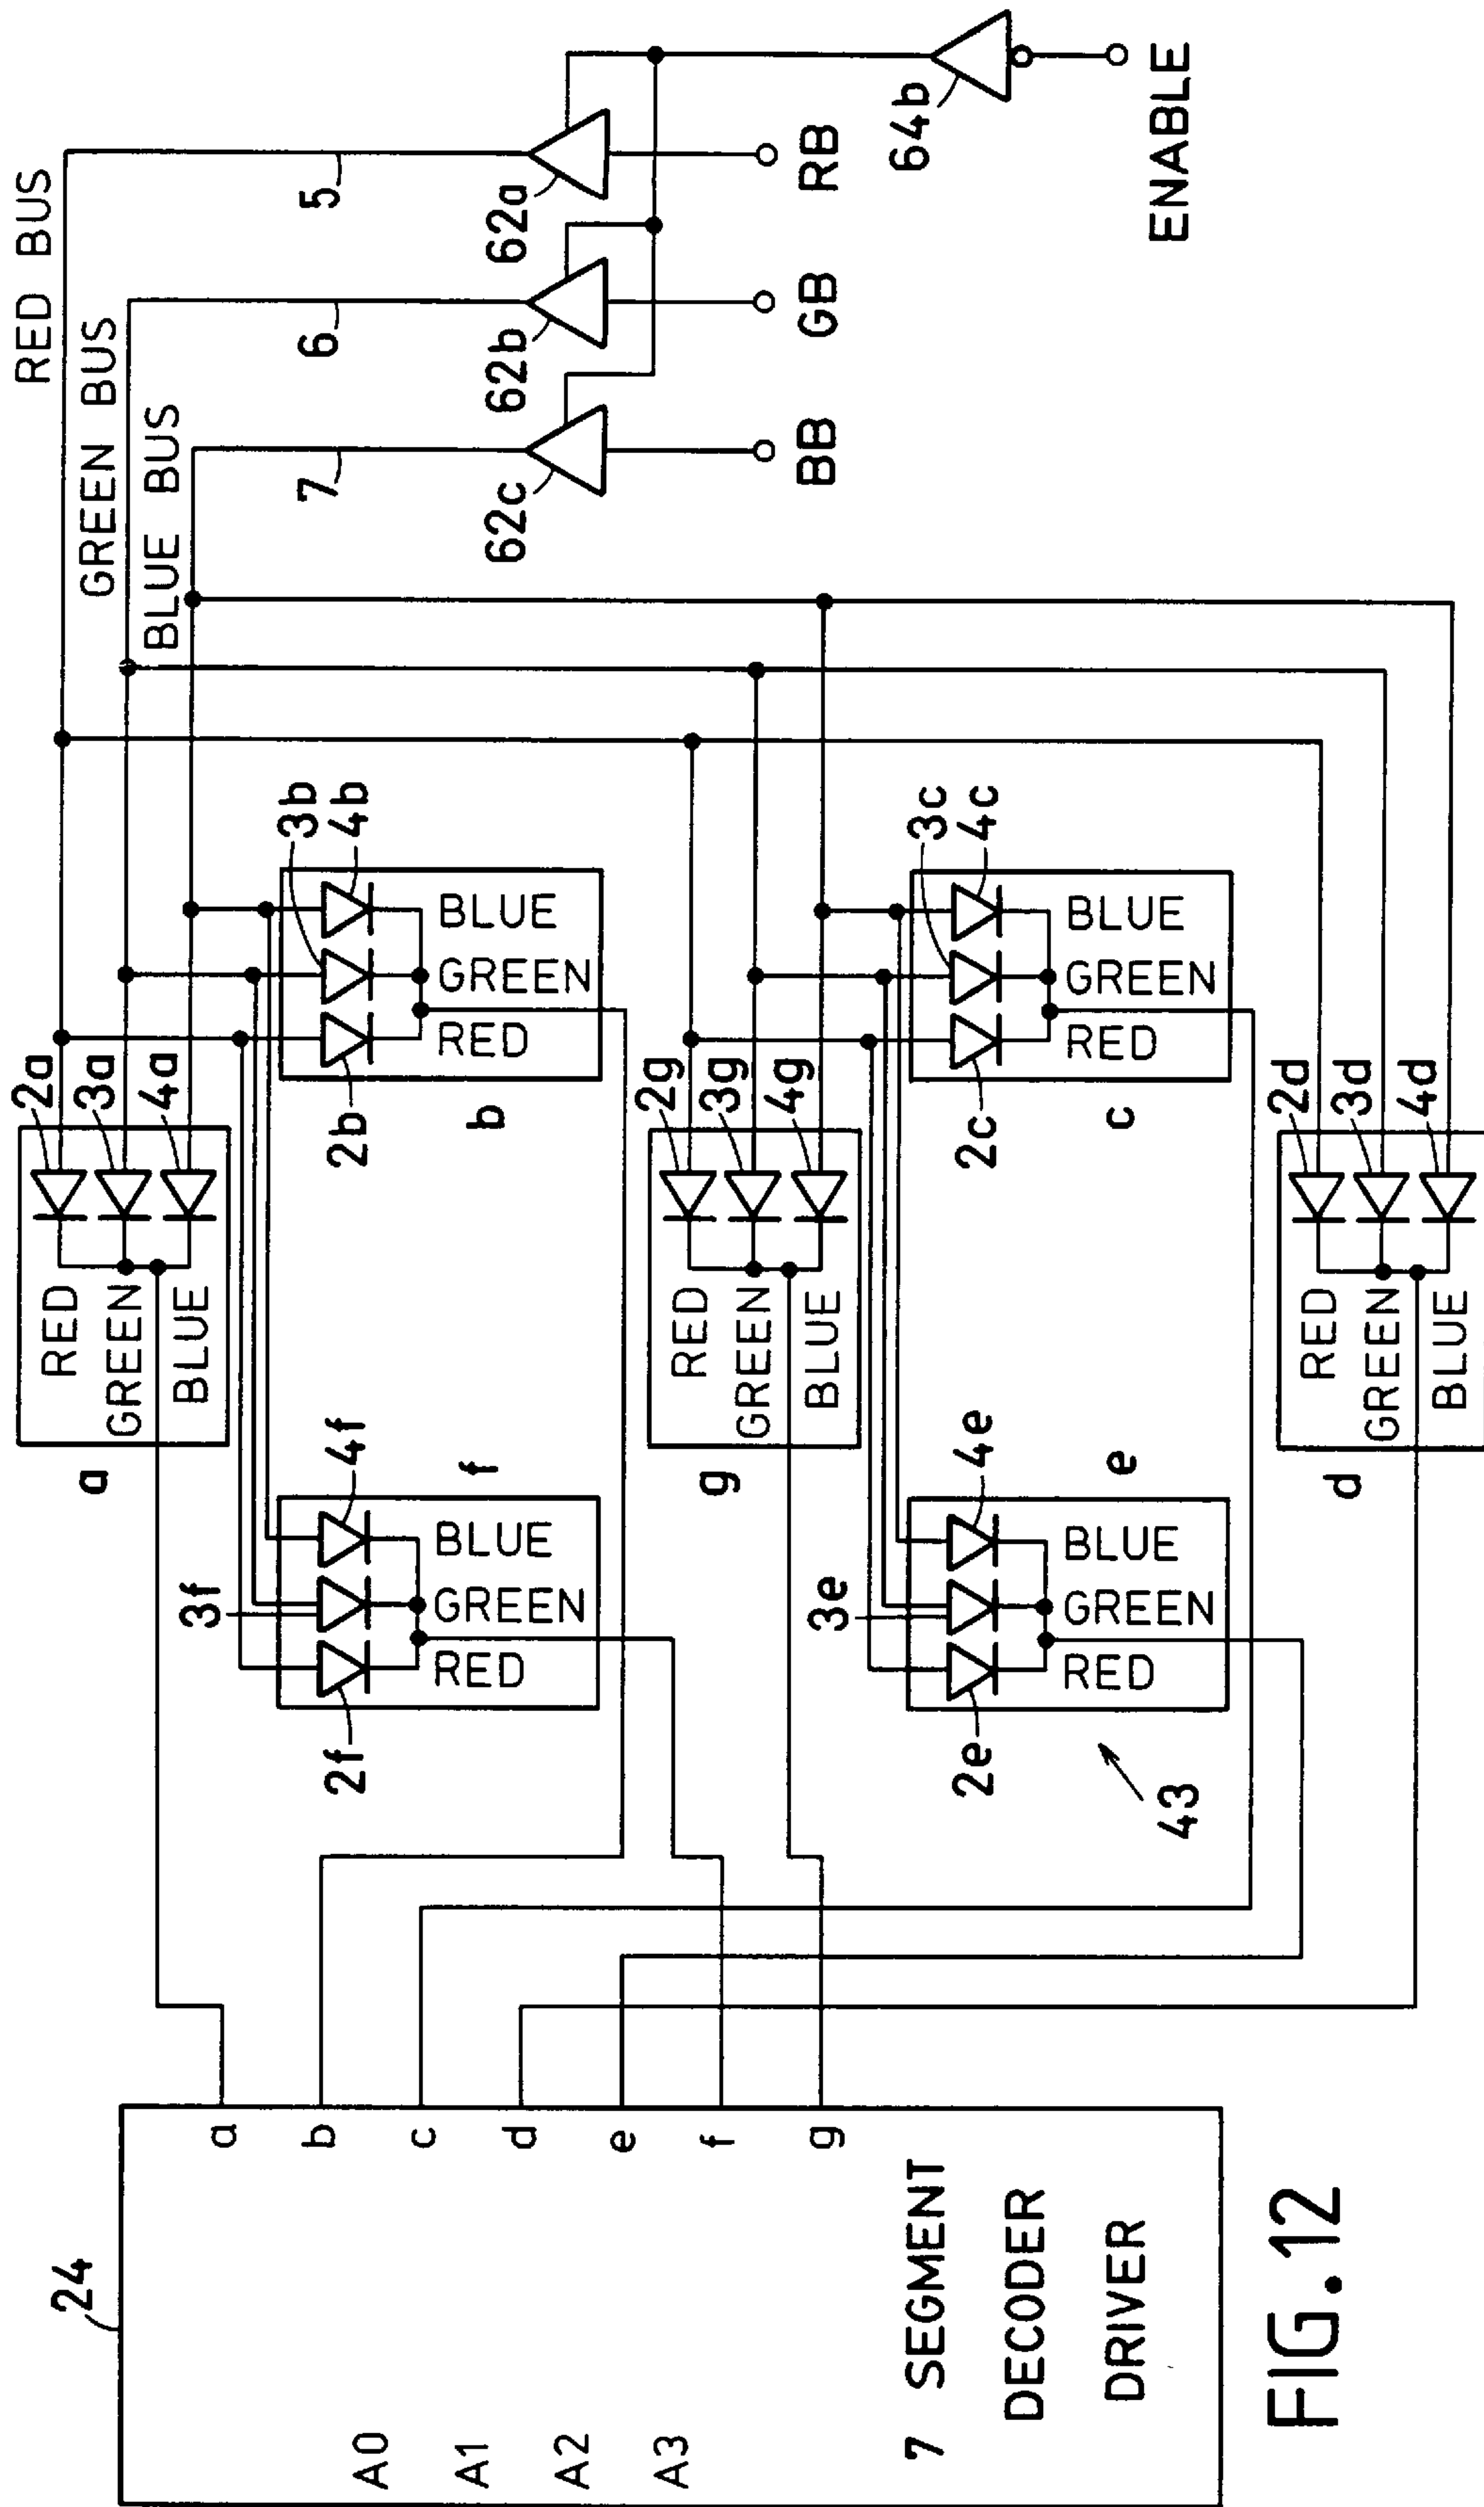 24
A0
A1
A2
A3
7 SEGMENT
DECODER
DRIVER
a
b
c
d
e
f
g
a
RED
GREEN
BLUE
2a
3a
4a
f
2f
3f
4f
RED
GREEN
BLUE
b
2b
3b
4b
RED
GREEN
BLUE
g
RED
GREEN
BLUE
2g
3g
4g
e
2e
3e
4e
RED
GREEN
BLUE
c
2c
3c
4c
RED
GREEN
BLUE
d
RED
GREEN
BLUE
2d
3d
4d
43
RED BUS
GREEN BUS
BLUE BUS
5
6
7
62a
62b
62c
64b
BB
GB
RB
ENABLE
FIG. 12